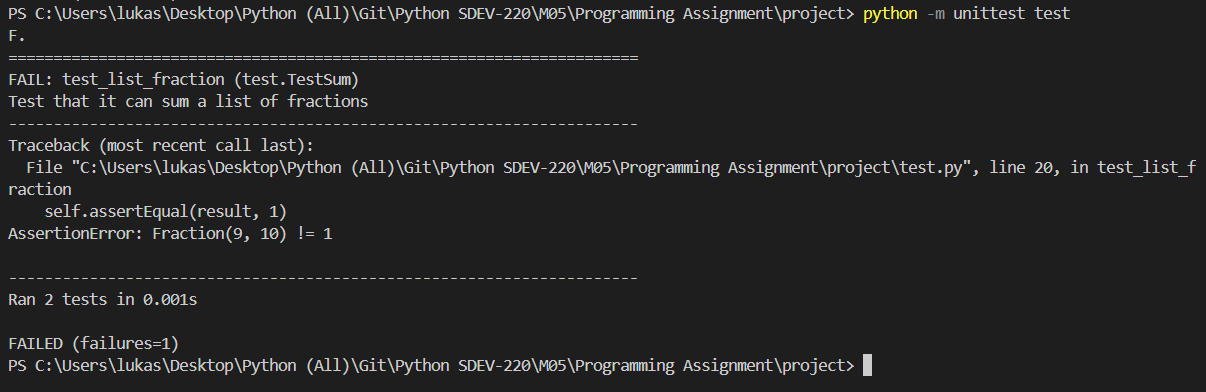 PS C:\Users\lukas\Desktop\Python (All)\Git\Python SDEV-220\M05\Programming Assignment\project> python -m unittest test
F.
======================================================================
FAIL: test_list_fraction (test.TestSum)
Test that it can sum a list of fractions
----------------------------------------------------------------------
Traceback (most recent call last):
  File "C:\Users\lukas\Desktop\Python (All)\Git\Python SDEV-220\M05\Programming Assignment\project\test.py", line 20, in test_list_f
raction
    self.assertEqual(result, 1)
AssertionError: Fraction(9, 10) != 1
----------------------------------------------------------------------
Ran 2 tests in 0.001s
FAILED (failures=1)
PS C:\Users\lukas\Desktop\Python (All)\Git\Python SDEV-220\M05\Programming Assignment\project>